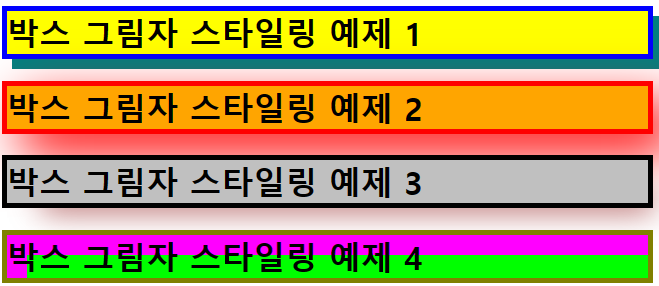 박스 그림자 스타일링 예제 1
박스 그림자 스타일링 예제 2
박스 그림자 스타일링 예제 3
박스 그림자 스타일링 예제 4